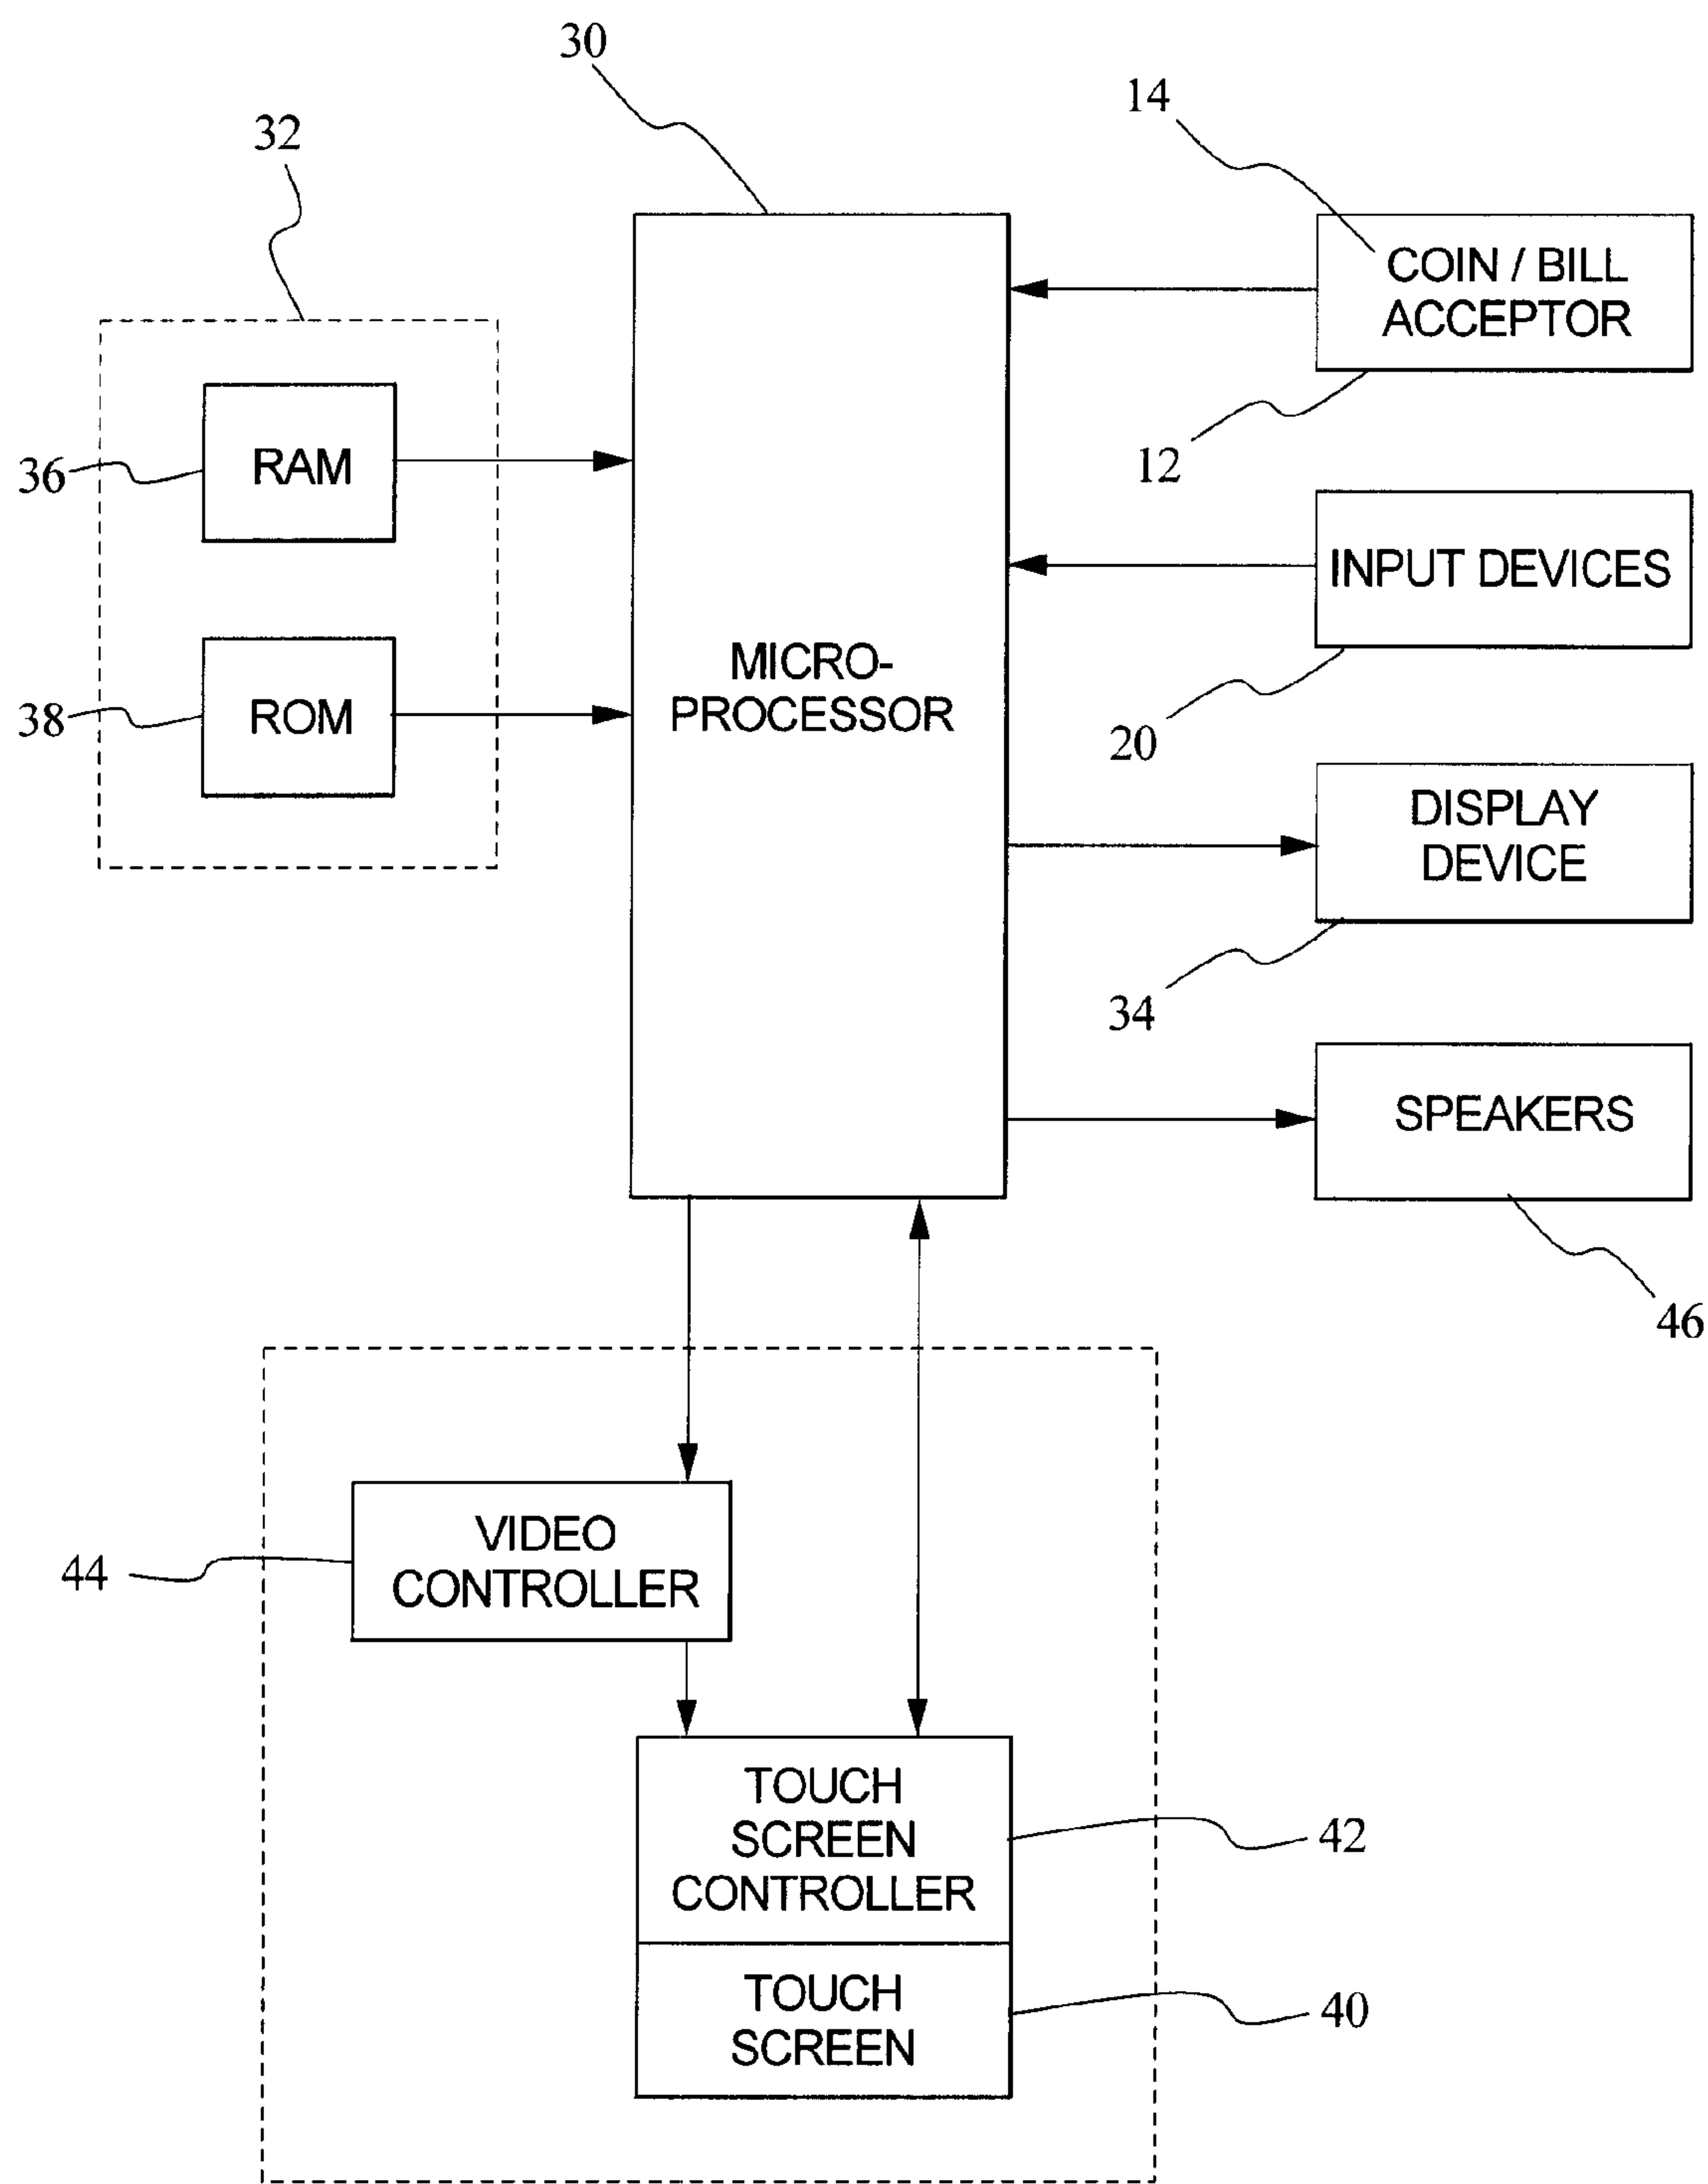 30
14
32
COIN / BILL
ACCEPTOR
36
RAM
12
INPUT DEVICES
MICRO-
PROCESSOR
38
ROM
20
DISPLAY
DEVICE
34
SPEAKERS
46
VIDEO
CONTROLLER
44
TOUCH
SCREEN
CONTROLLER
42
TOUCH
SCREEN
40